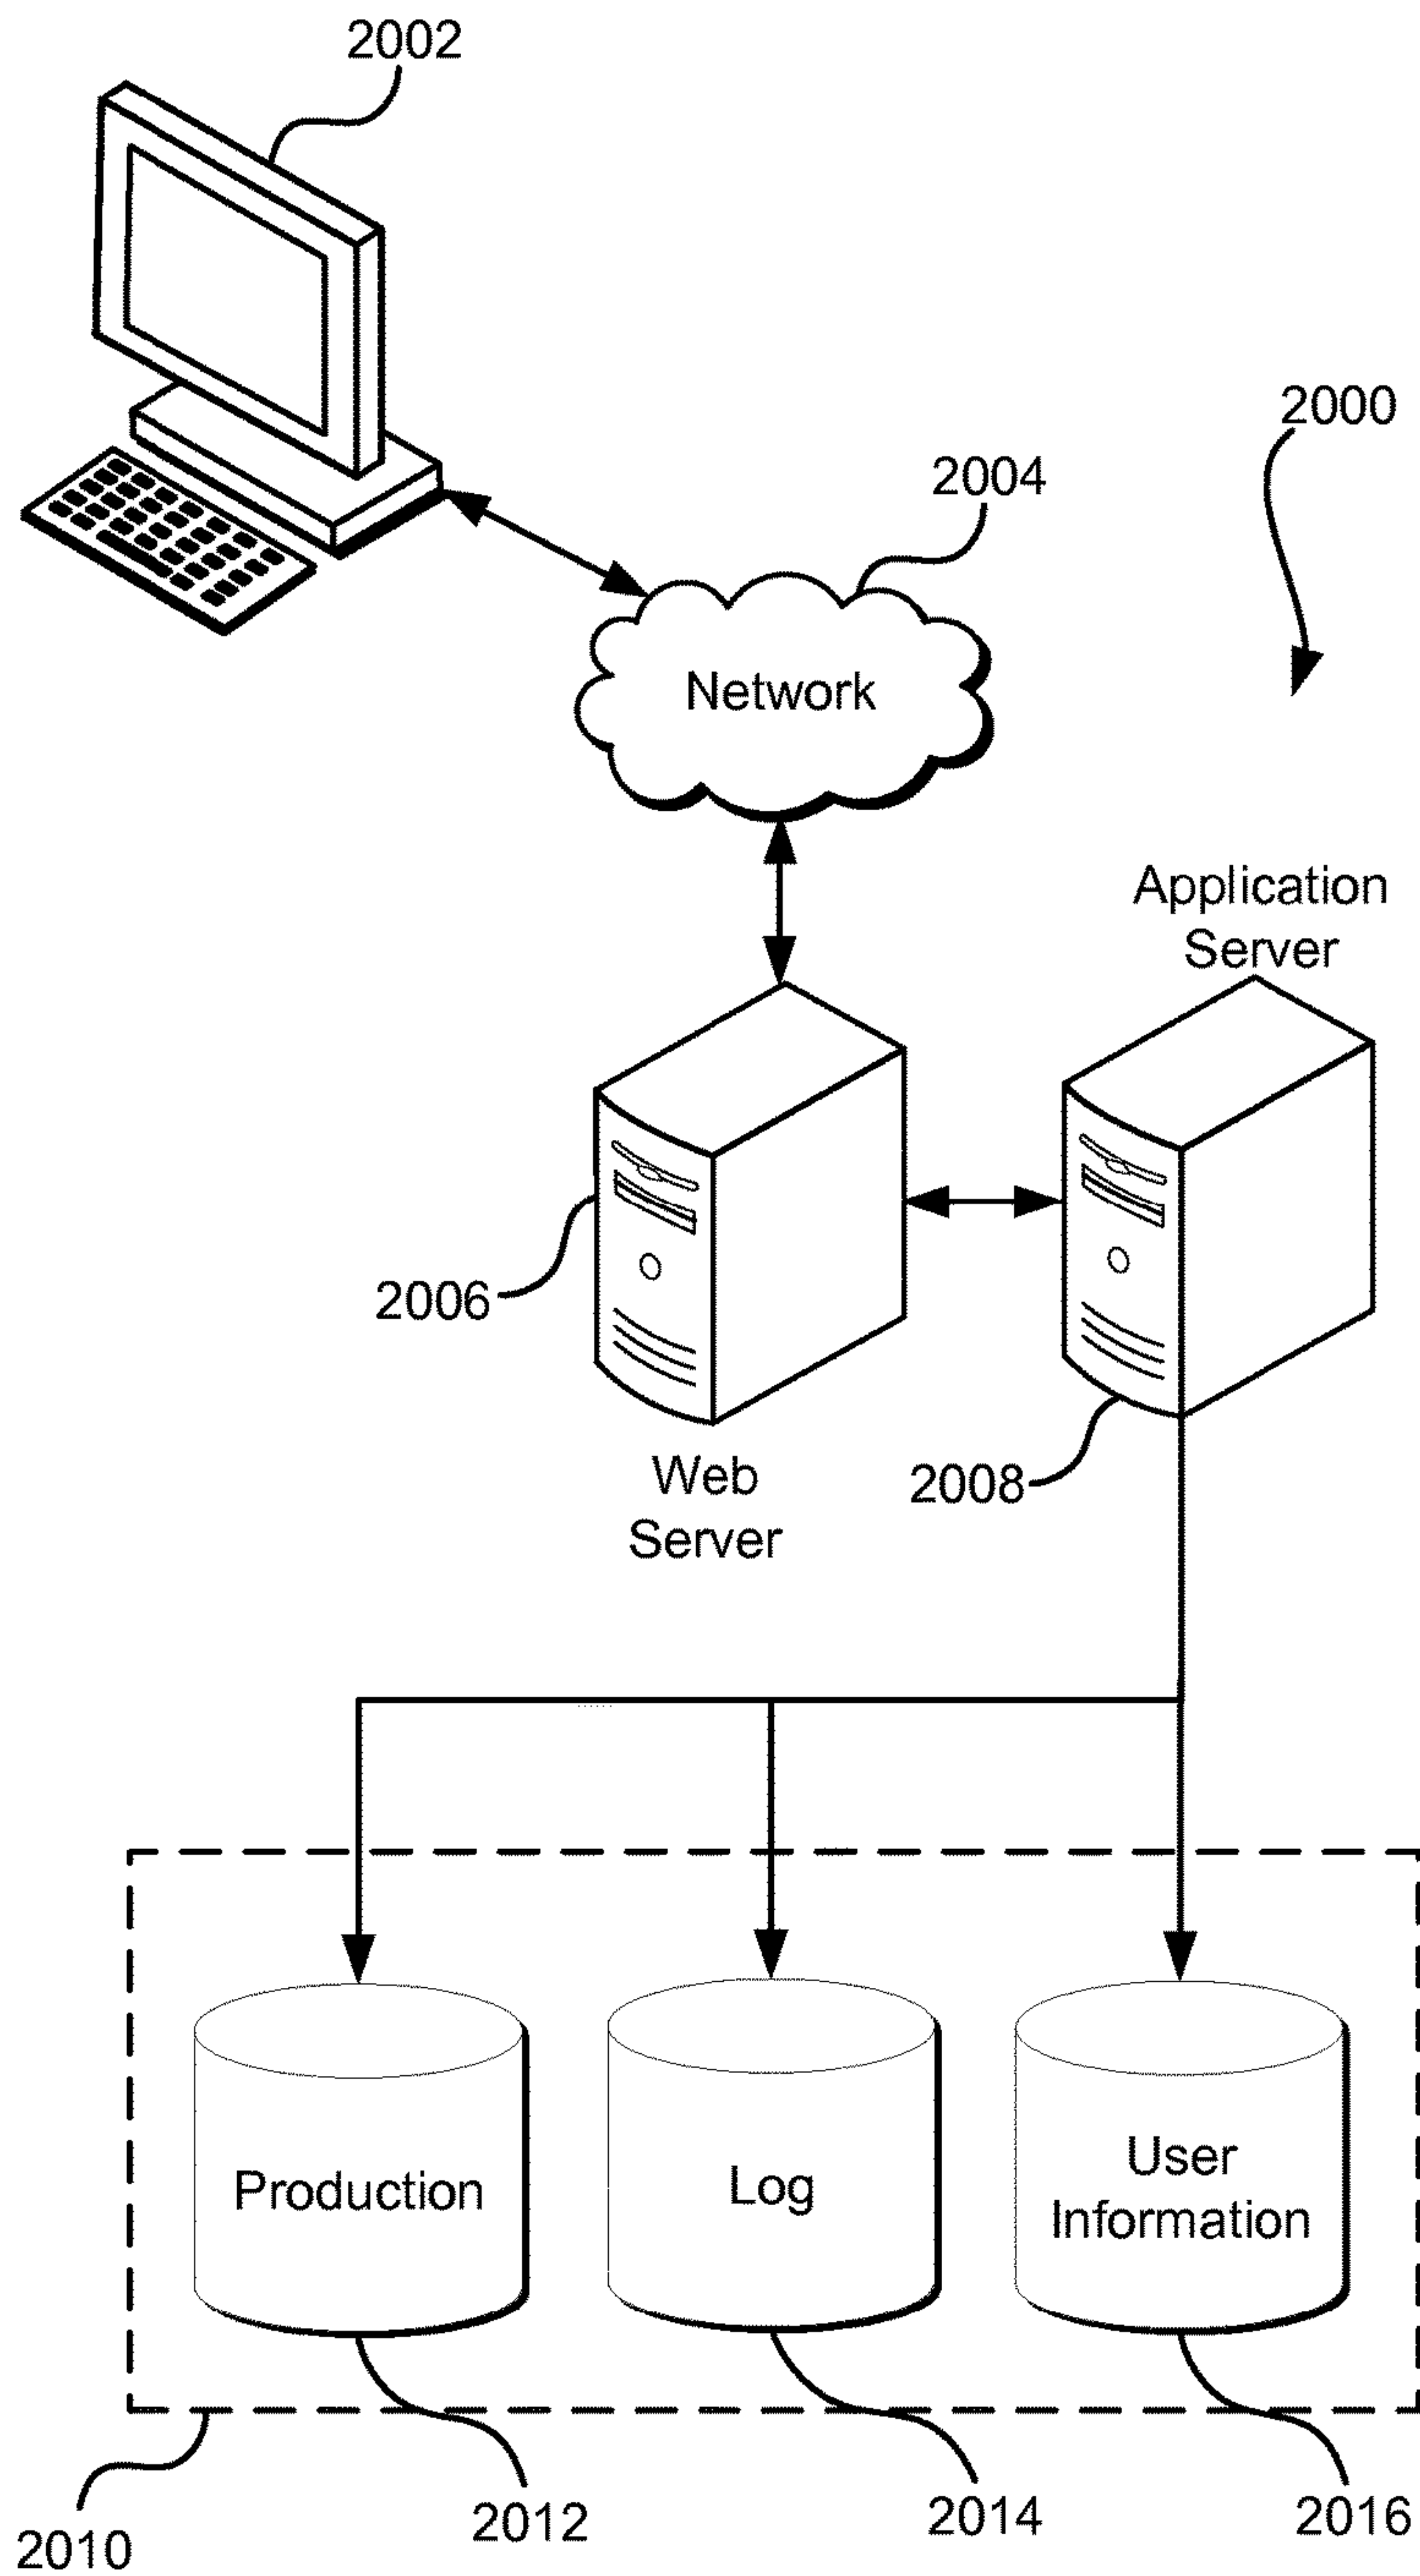 2002
2000
2004
Network
Application
Server
2006
2008
Web
Server
Production
Log
User
Information
2010
2012
2014
2016